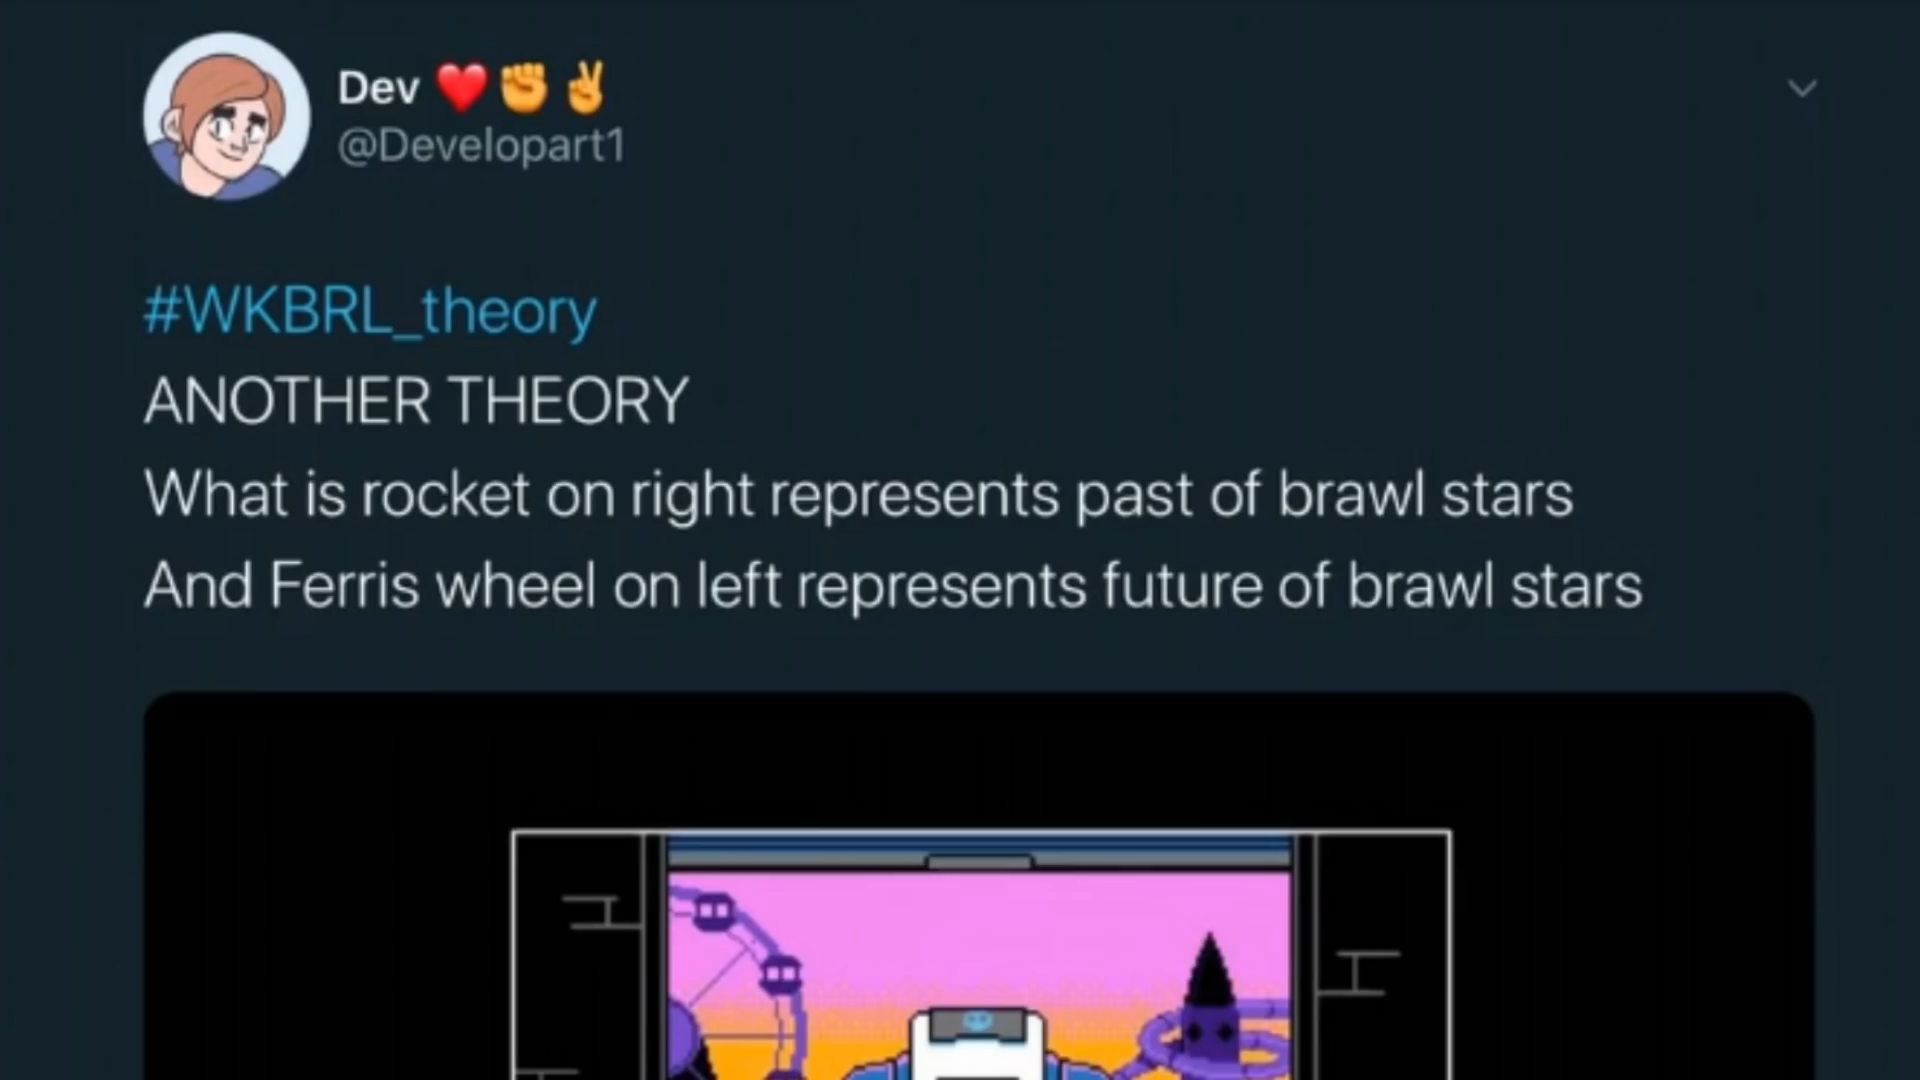 Dev ❤️✊✌️
@Developart1
#WKBRL_theory
ANOTHER THEORY
What is rocket on right represents past of brawl stars
And Ferris wheel on left represents future of brawl stars